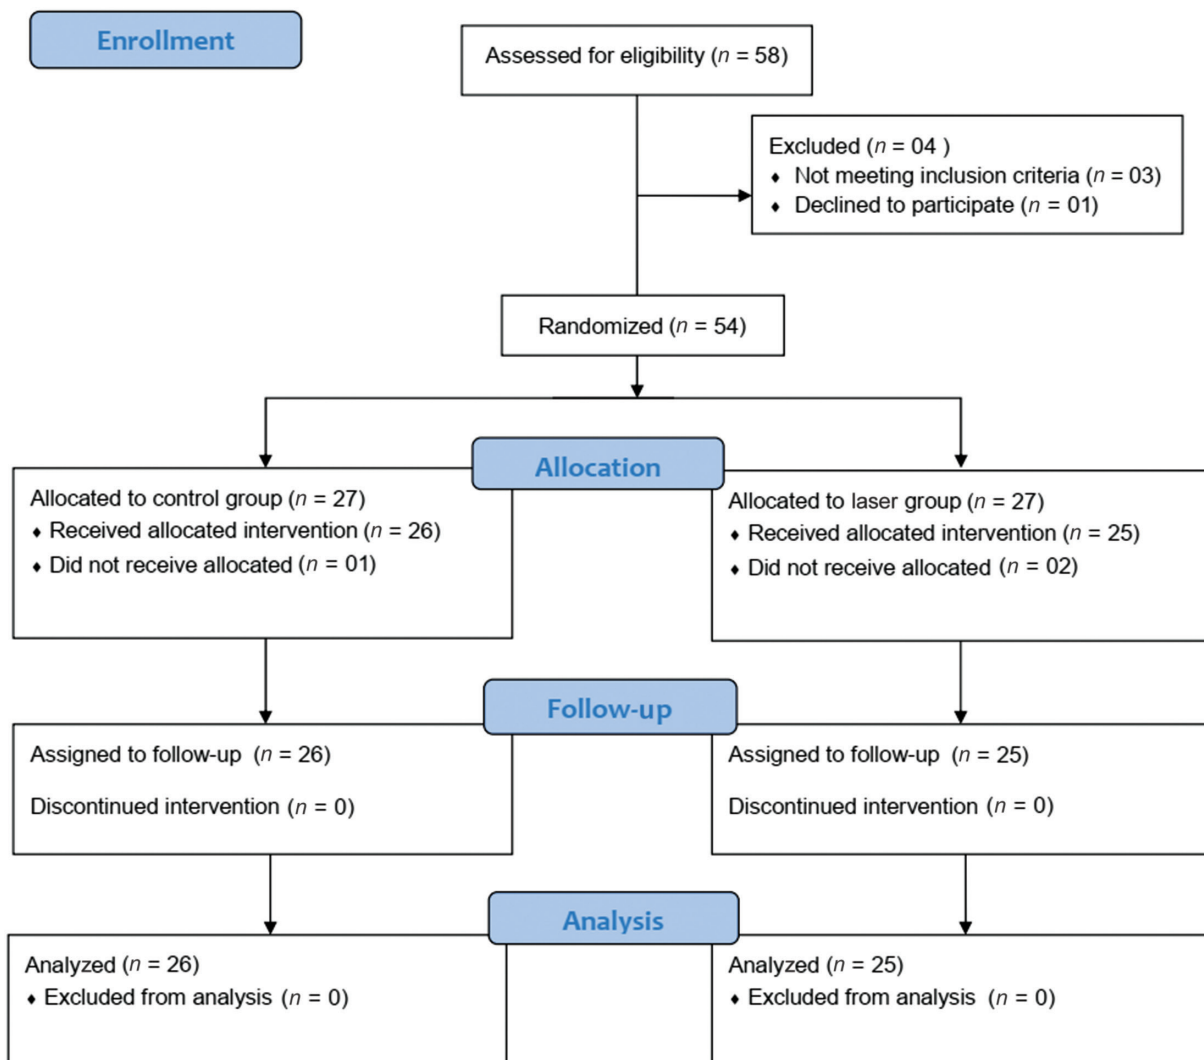 Enrollment
Assessed for eligibility (n = 58)
Excluded (n = 04 )
♦ Not meeting inclusion criteria (n = 03)
♦ Declined to participate (n = 01)
Randomized (n = 54)
Allocation
Allocated to control group (n = 27)
♦ Received allocated intervention (n = 26)
♦ Did not receive allocated (n = 01)
Allocated to laser group (n = 27)
♦ Received allocated intervention (n = 25)
♦ Did not receive allocated (n = 02)
Follow-up
Assigned to follow-up (n = 26)
Discontinued intervention (n = 0)
Assigned to follow-up (n = 25)
Discontinued intervention (n = 0)
Analysis
Analyzed (n = 26)
♦ Excluded from analysis (n = 0)
Analyzed (n = 25)
♦ Excluded from analysis (n = 0)